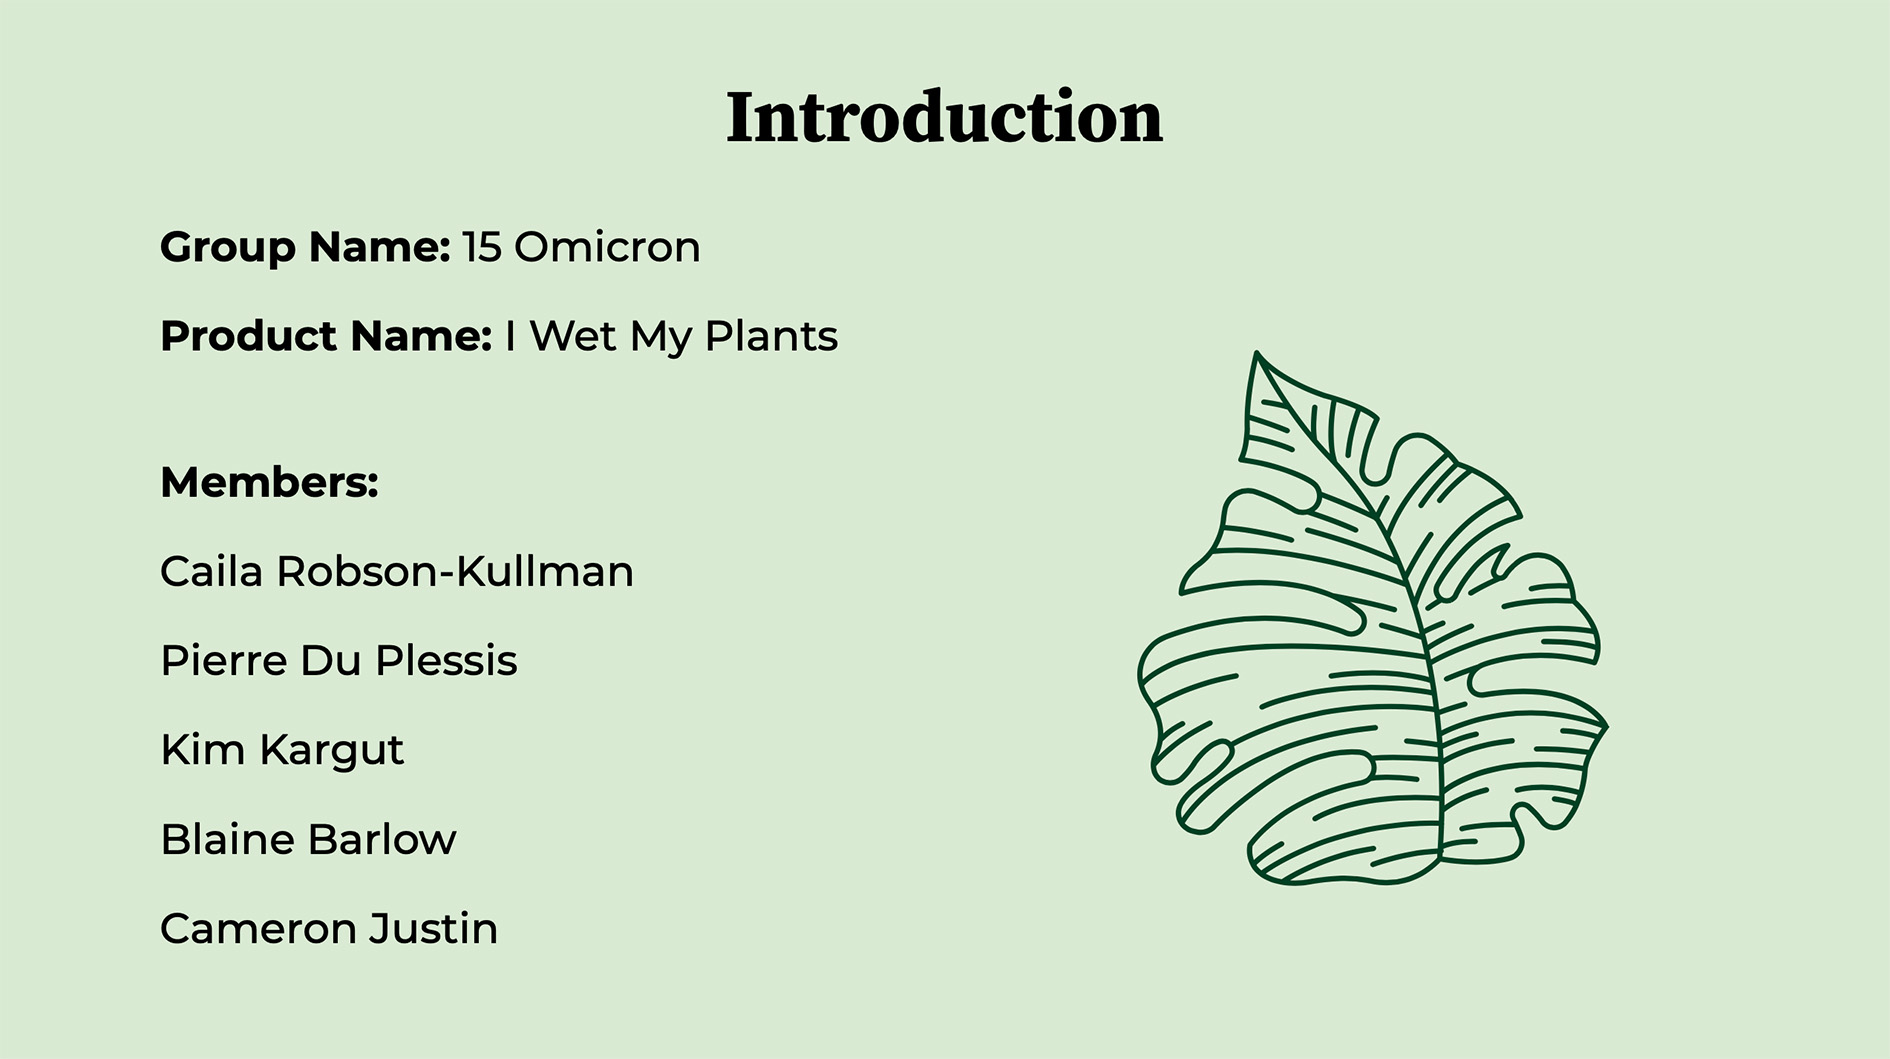 Introduction
Group Name: 15 Omicron
Product Name: I Wet My Plants
Members:
Caila Robson-Kullman
Pierre Du Plessis
Kim Kargut
Blaine Barlow
Cameron Justin